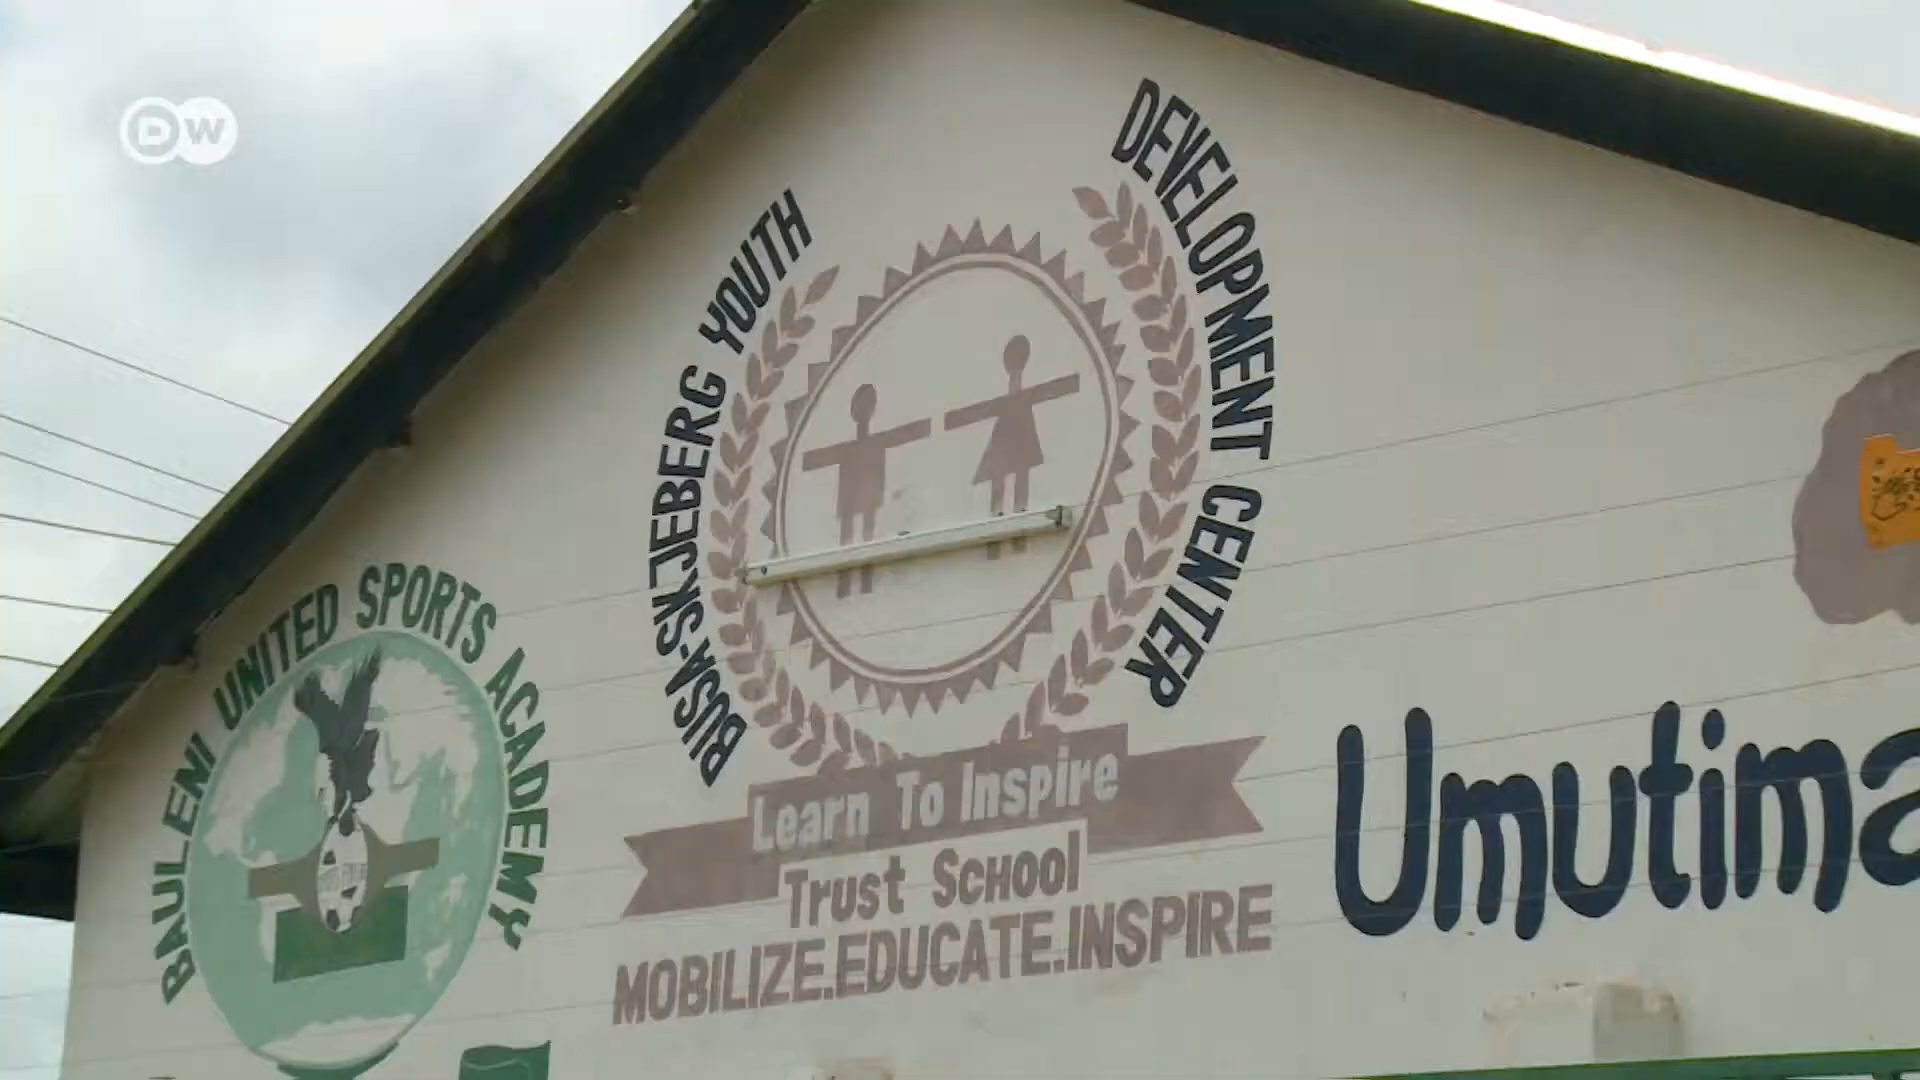 DW
BUSA-SKJEBERG YOUTH DEVELOPMENT CENTER
BAULENI UNITED SPORTS ACADEMY
Learn To Inspire
Trust School
MOBILIZE.EDUCATE.INSPIRE
Umutima